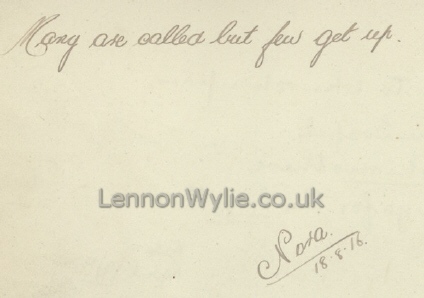 Many are called but few get up.
LennonWylie.co.uk
Nora.
18.8.16.